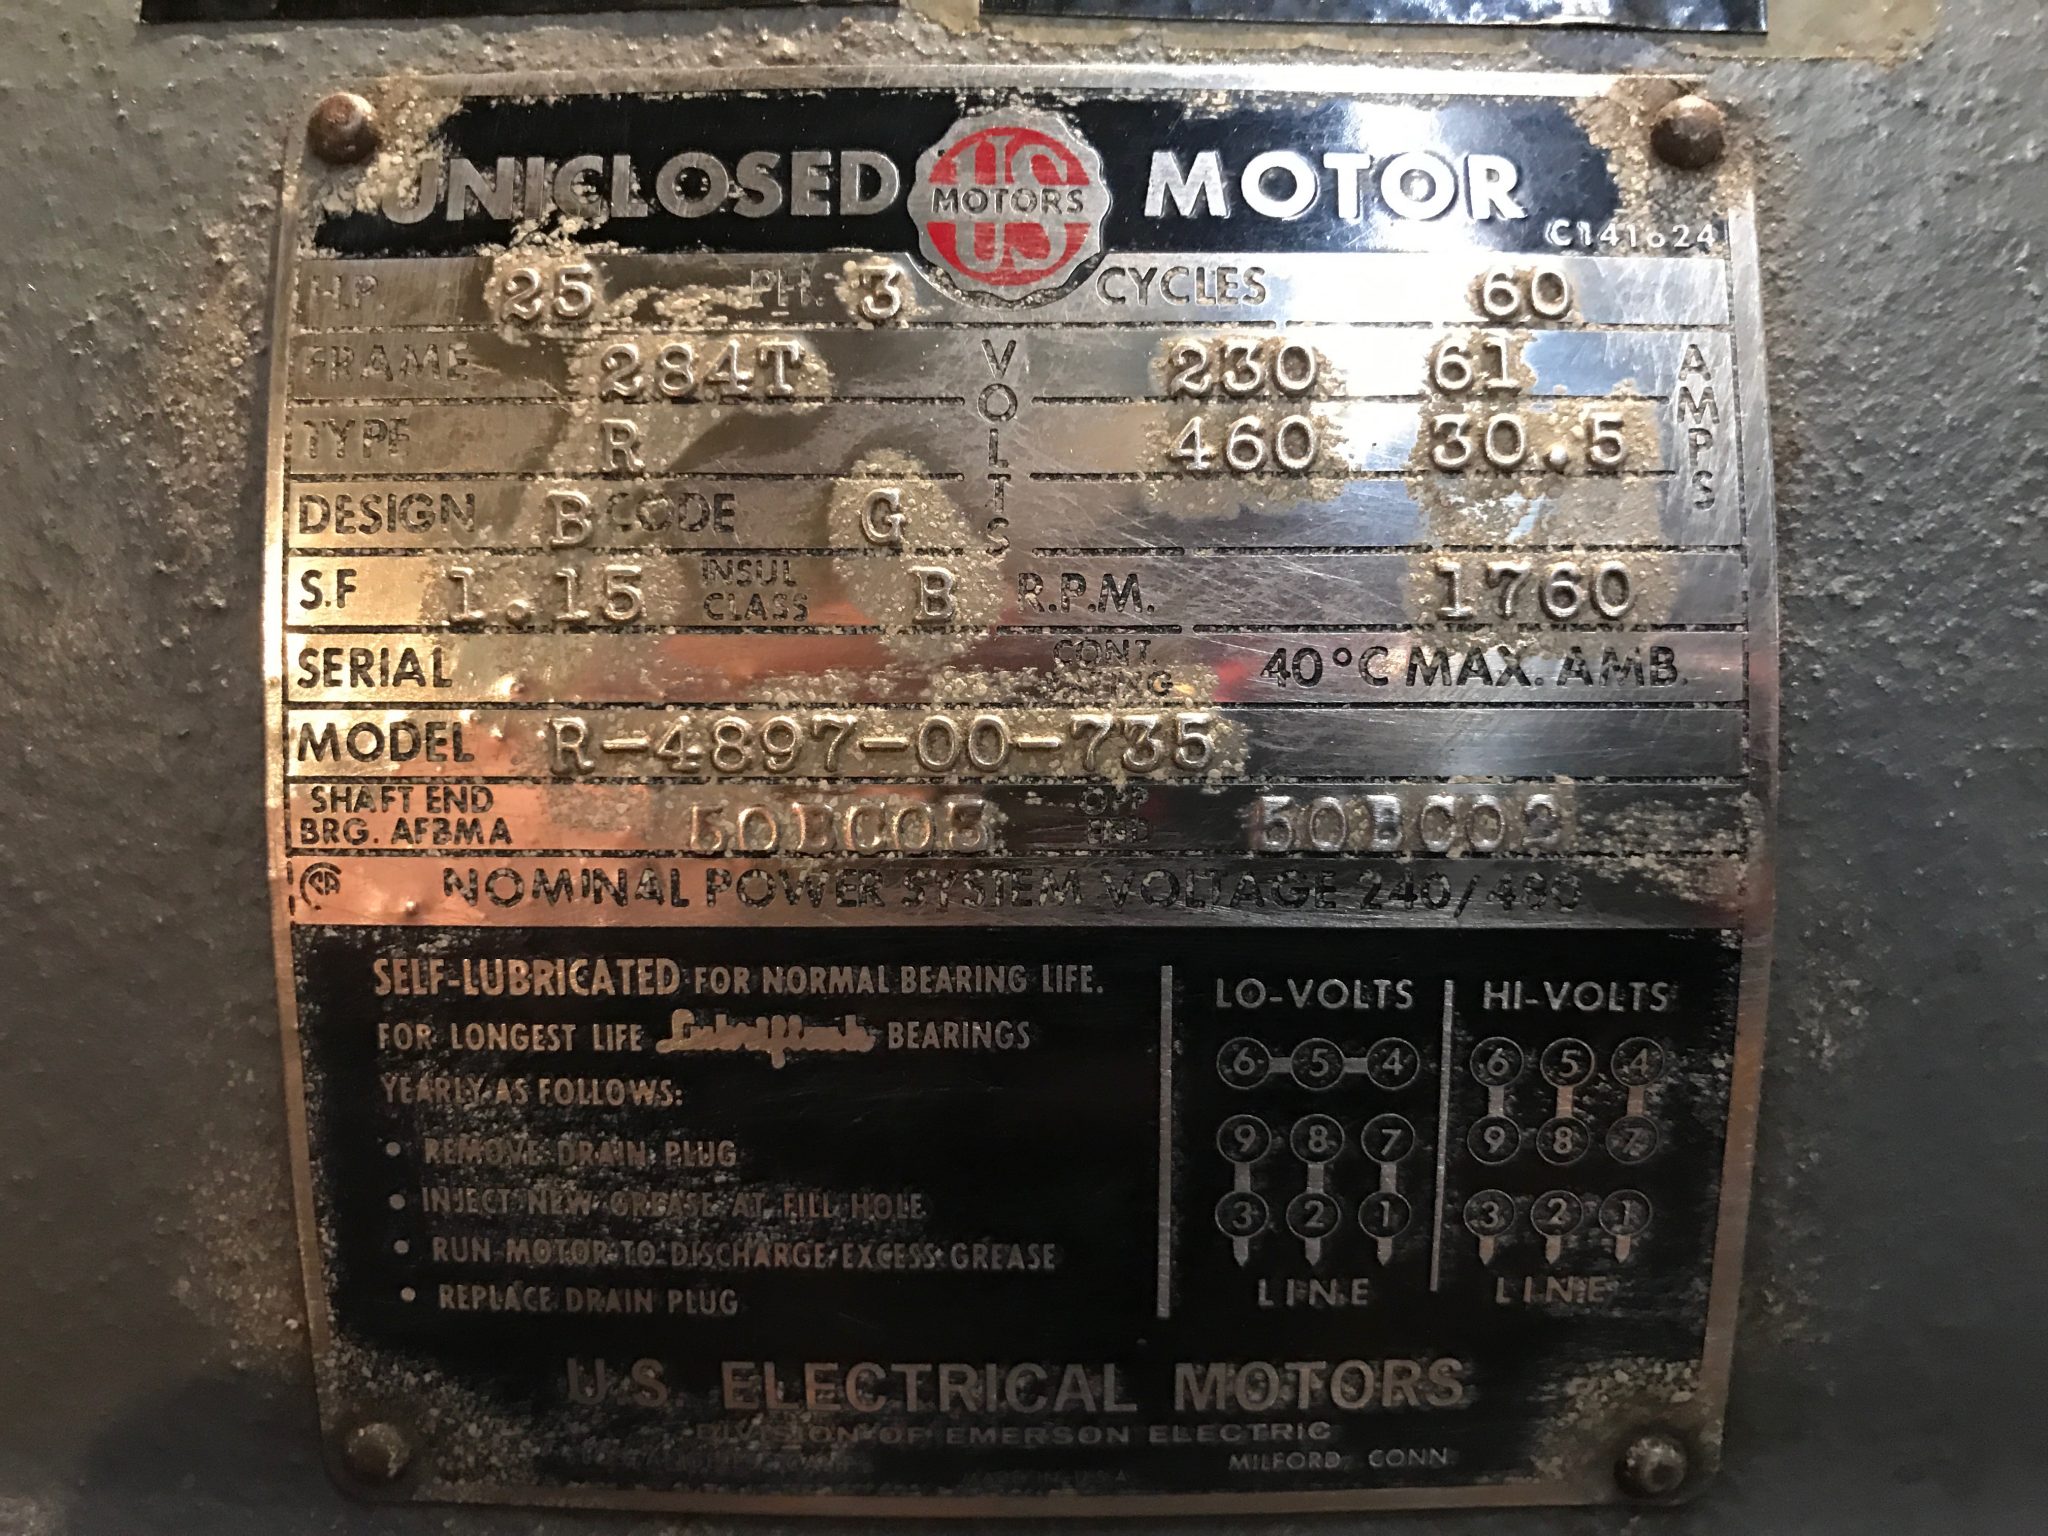 UNICLOSED US MOTORS MOTOR
C141624
H.P. 25 PH. 3 CYCLES 60
FRAME 284T VOLTS 230 61 AMPS
TYPE R 460 30.5
DESIGN B CODE G
S.F 1.15 INSUL CLASS B R.P.M. 1760
SERIAL CONT. RATING 40°C MAX. AMB.
MODEL R-4897-00-735
SHAFT END BRG. AFBMA 50BC03 OPP END 50BC02
NOMINAL POWER SYSTEM VOLTAGE 240/480
SELF-LUBRICATED FOR NORMAL BEARING LIFE.
FOR LONGEST LIFE Lubriflush BEARINGS
YEARLY AS FOLLOWS:
• REMOVE DRAIN PLUG
• INJECT NEW GREASE AT FILL HOLE
• RUN MOTOR TO DISCHARGE EXCESS GREASE
• REPLACE DRAIN PLUG
LO-VOLTS
6 5 4
9 8 7
3 2 1
LINE
HI-VOLTS
6 5 4
9 8 7
3 2 1
LINE
U.S. ELECTRICAL MOTORS
DIVISION OF EMERSON ELECTRIC
MILFORD, CONN.
MADE IN U.S.A.